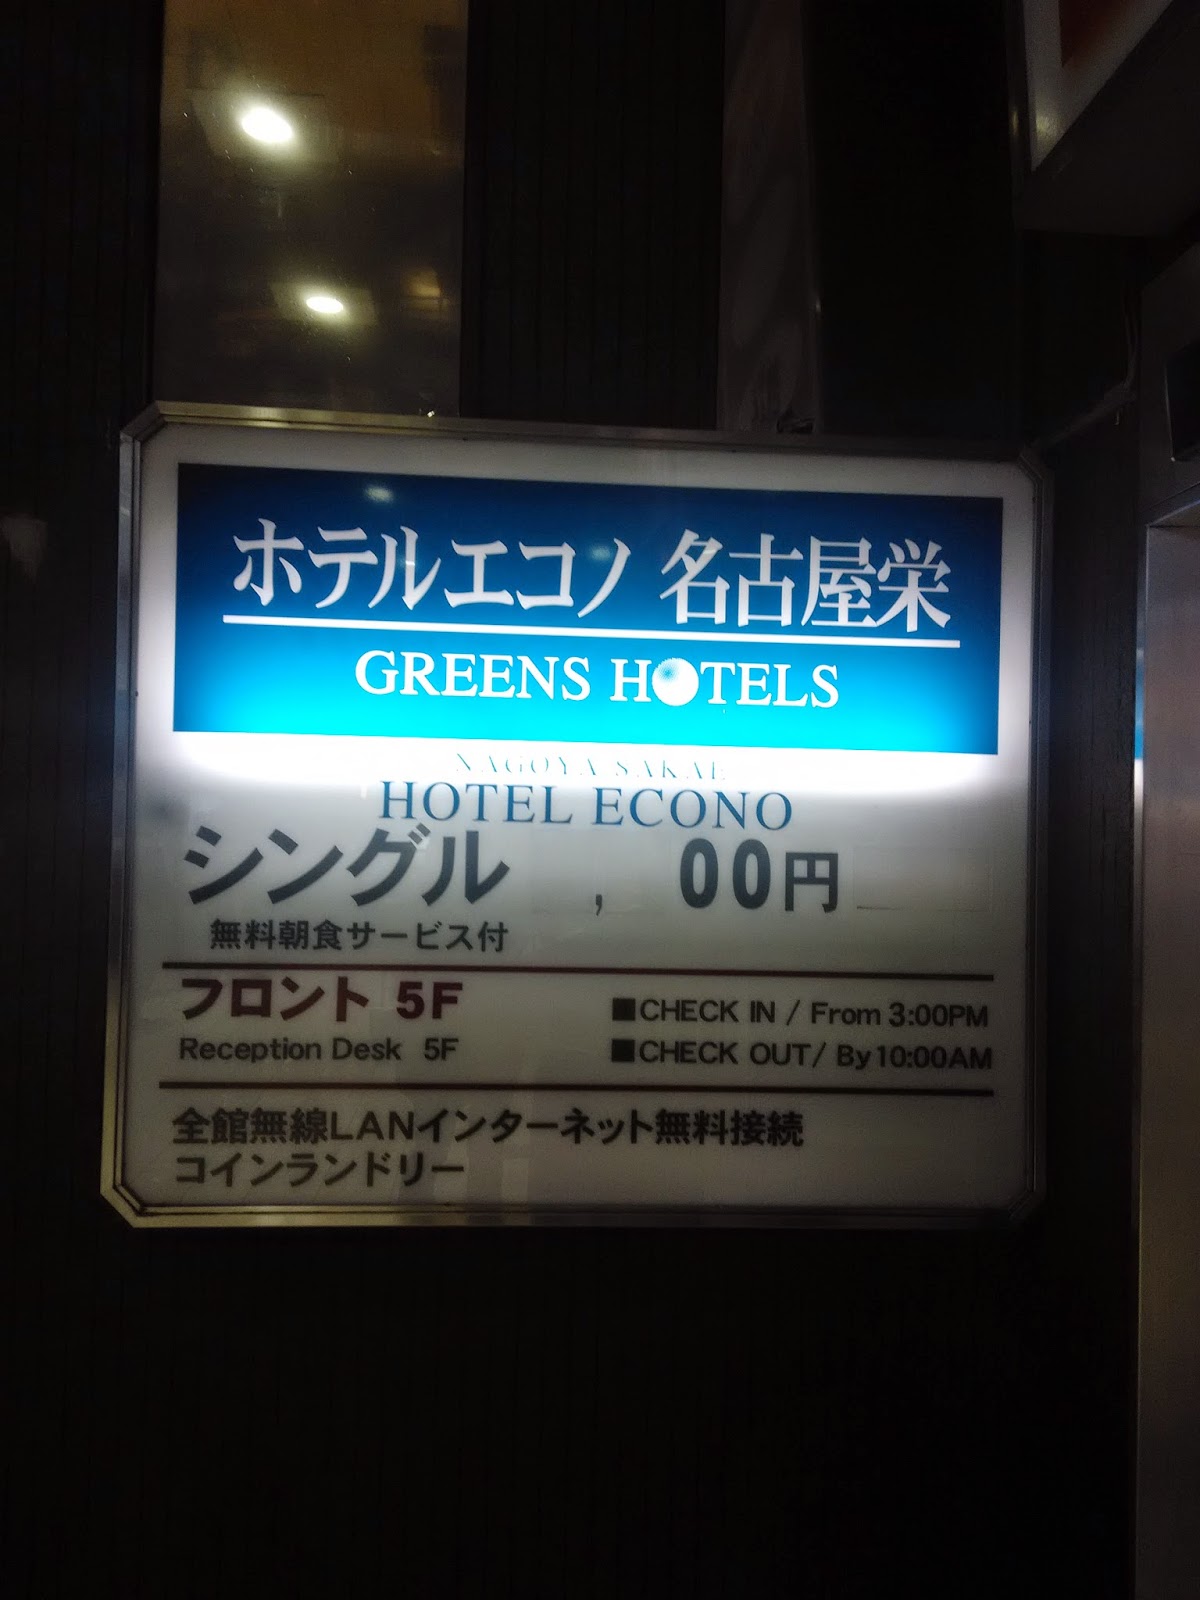 ホテルエコノ 名古屋栄
GREENS HOTELS
NAGOYA SAKAE
HOTEL ECONO
シングル , 00円
無料朝食サービス付
フロント 5F
Reception Desk 5F
■CHECK IN / From 3:00PM
■CHECK OUT/ By 10:00AM
全館無線LANインターネット無料接続
コインランドリー